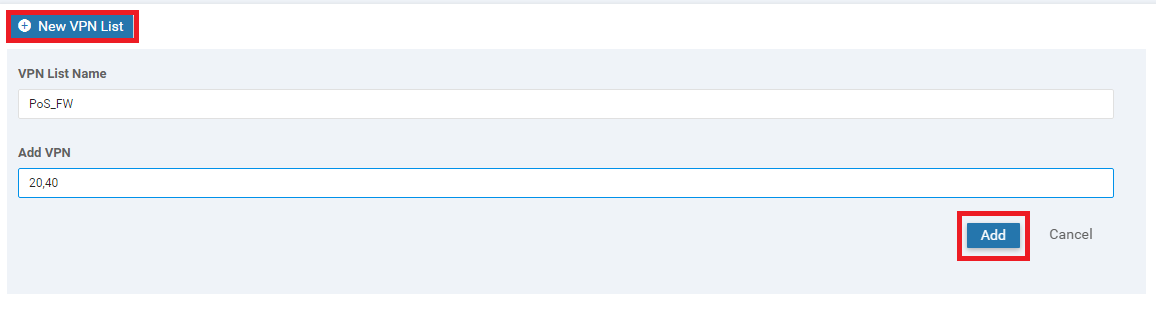 New VPN List
VPN List Name
PoS_FW
Add VPN
20,40
Add Cancel